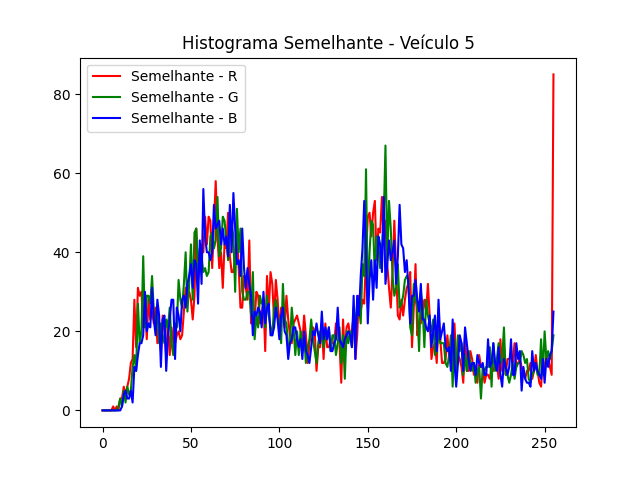 Histograma Semelhante - Veículo 5
Semelhante - R
Semelhante - G
Semelhante - B
80
60
40
20
0
0 50 100 150 200 250